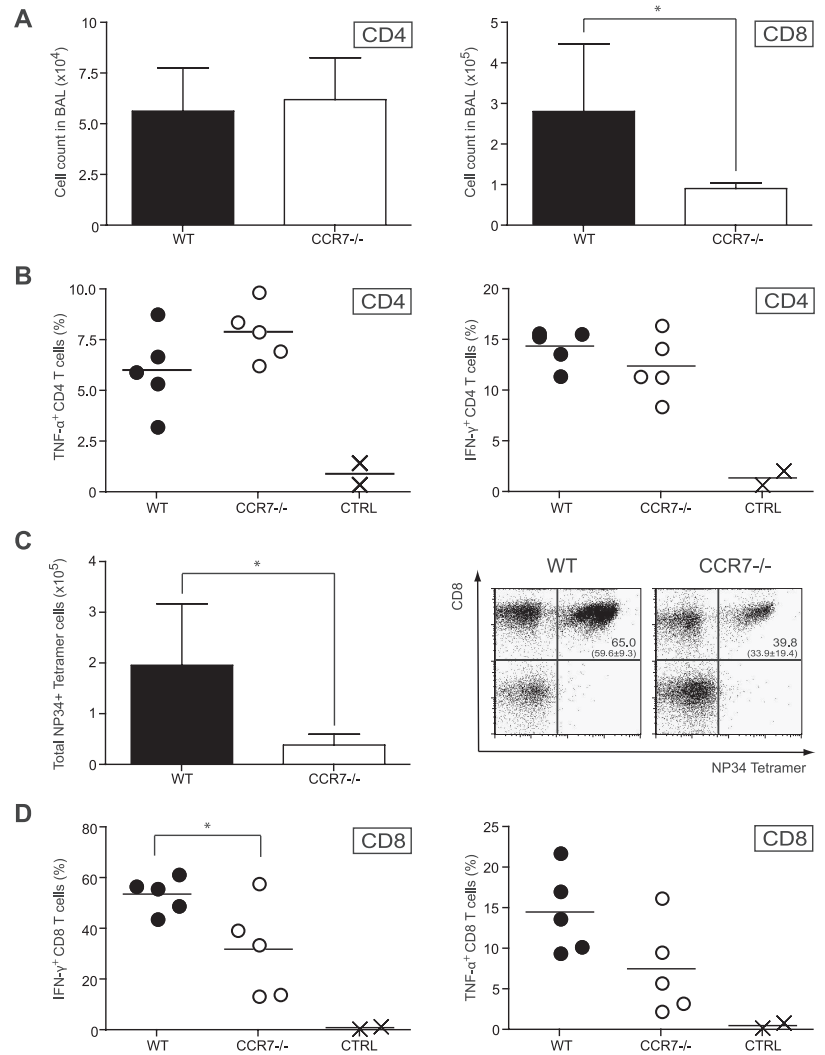 A
Cell count in BAL (x10⁴)
10
7.5
5.0
2.5
0
CD4
WT
CCR7-/-
Cell count in BAL (x10⁵)
5
4
3
2
1
0
*
CD8
WT
CCR7-/-
B
TNF-α⁺ CD4 T cells (%)
10.0
7.5
5.0
2.5
0
CD4
WT
CCR7-/-
CTRL
IFN-γ⁺ CD4 T cells (%)
20
15
10
5
0
CD4
WT
CCR7-/-
CTRL
C
Total NP34+ Tetramer cells (x10⁵)
4
3
2
1
0
*
WT
CCR7-/-
WT
CCR7-/-
CD8
65.0
(59.6±9.3)
39.8
(33.9±19.4)
NP34 Tetramer
D
IFN-γ⁺ CD8 T cells (%)
80
60
40
20
0
*
CD8
WT
CCR7-/-
CTRL
TNF-α⁺ CD8 T cells (%)
25
20
15
10
5
0
CD8
WT
CCR7-/-
CTRL